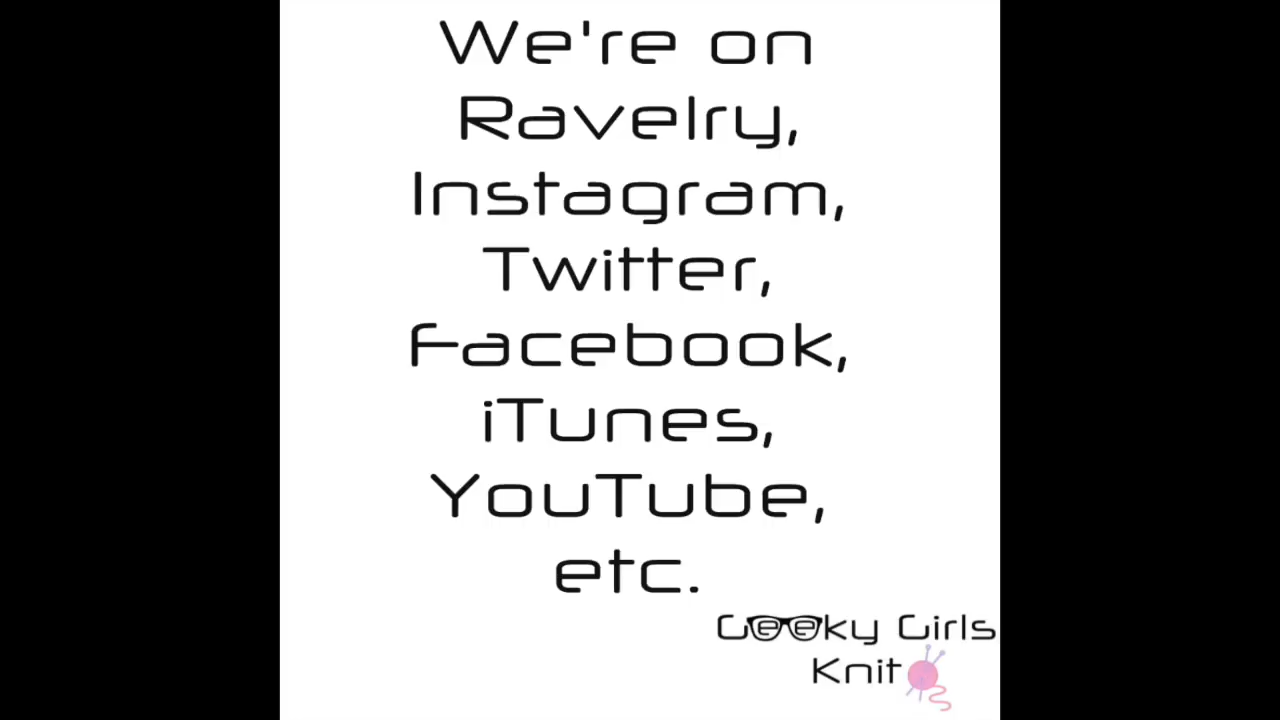 We're on
Ravelry,
Instagram,
Twitter,
Facebook,
iTunes,
YouTube,
etc.
Geeky Girls
Knit